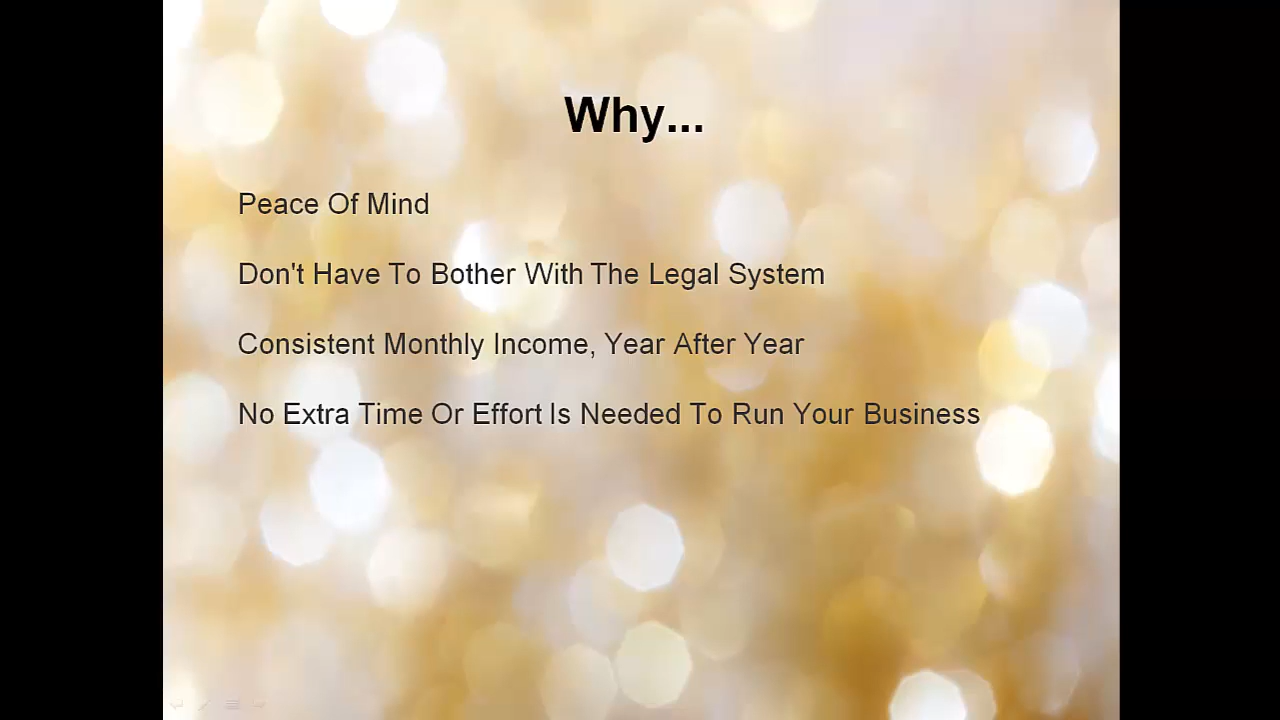 Why...
Peace Of Mind
Don't Have To Bother With The Legal System
Consistent Monthly Income, Year After Year
No Extra Time Or Effort Is Needed To Run Your Business